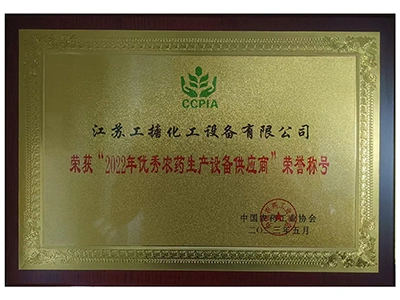 CCPIA
江苏工搪化工设备有限公司
荣获“2022年优秀农药生产设备供应商”荣誉称号
中国农药工业协会
二〇二三年五月